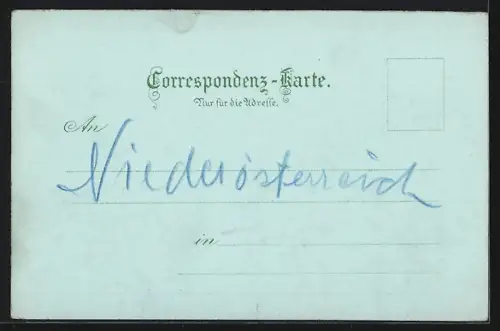 Correspondenz-Karte.
Nur für die Adresse.
An
Niederösterreich
in